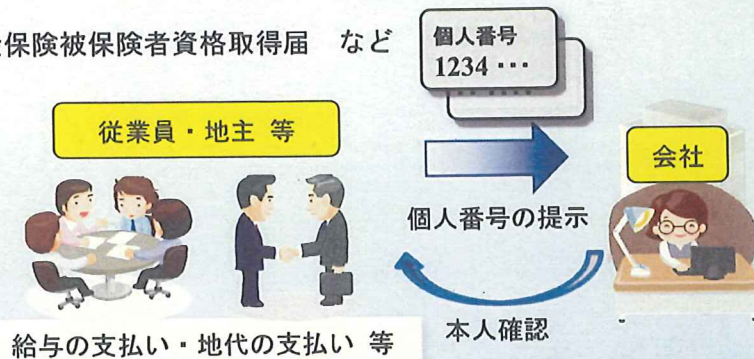 保険被保険者資格取得届　など
個人番号
1234 ･･･
従業員・地主 等
会社
個人番号の提示
本人確認
給与の支払い・地代の支払い 等